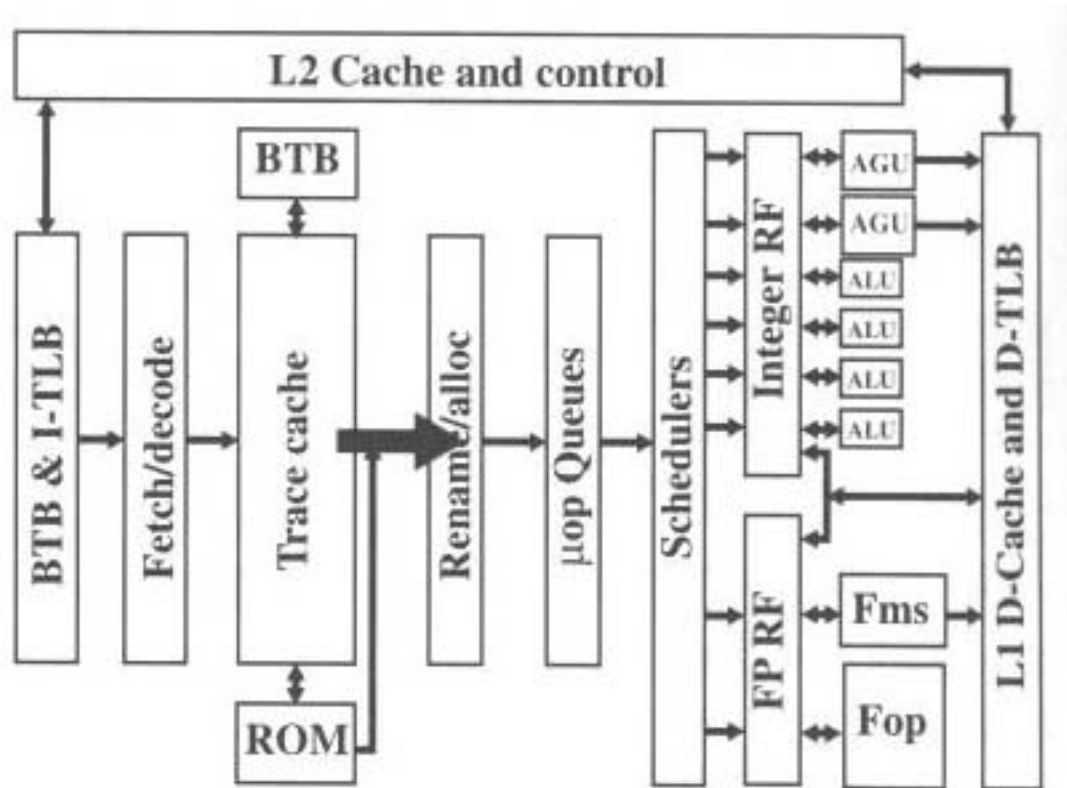 L2 Cache and control
BTB
BTB & I-TLB
Fetch/decode
Trace cache
ROM
Rename/alloc
μop Queues
Schedulers
Integer RF
FP RF
AGU
AGU
ALU
ALU
ALU
ALU
Fms
Fop
L1 D-Cache and D-TLB